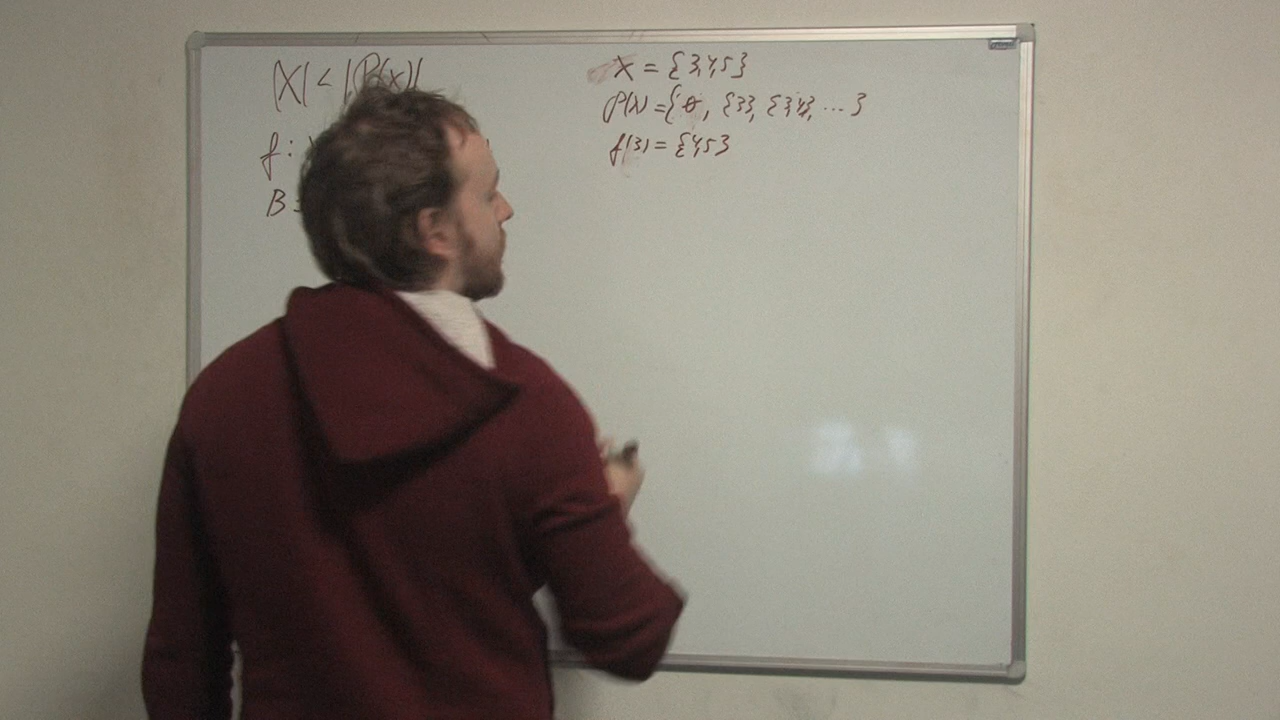 |X| < |P(x)|
f:
B =
X = {3,4,5}
P(X) = {∅, {3}, {3,4}, ... }
f(3) = {4,5}